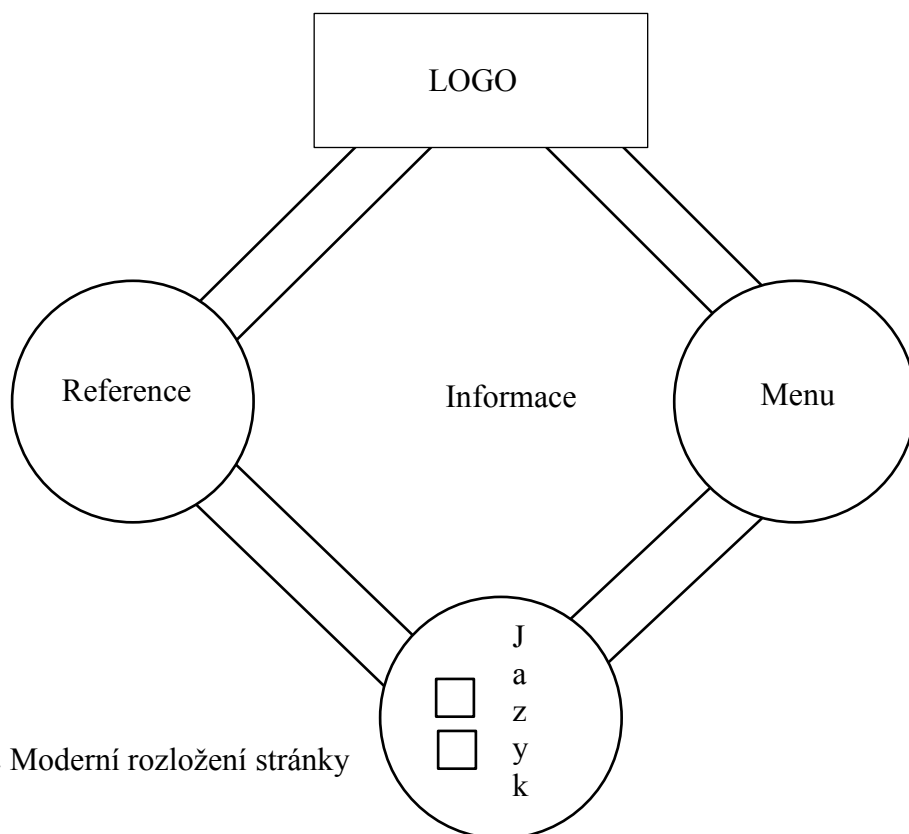 LOGO
Reference
Informace
Menu
J
a
z
y
k
Moderní rozložení stránky